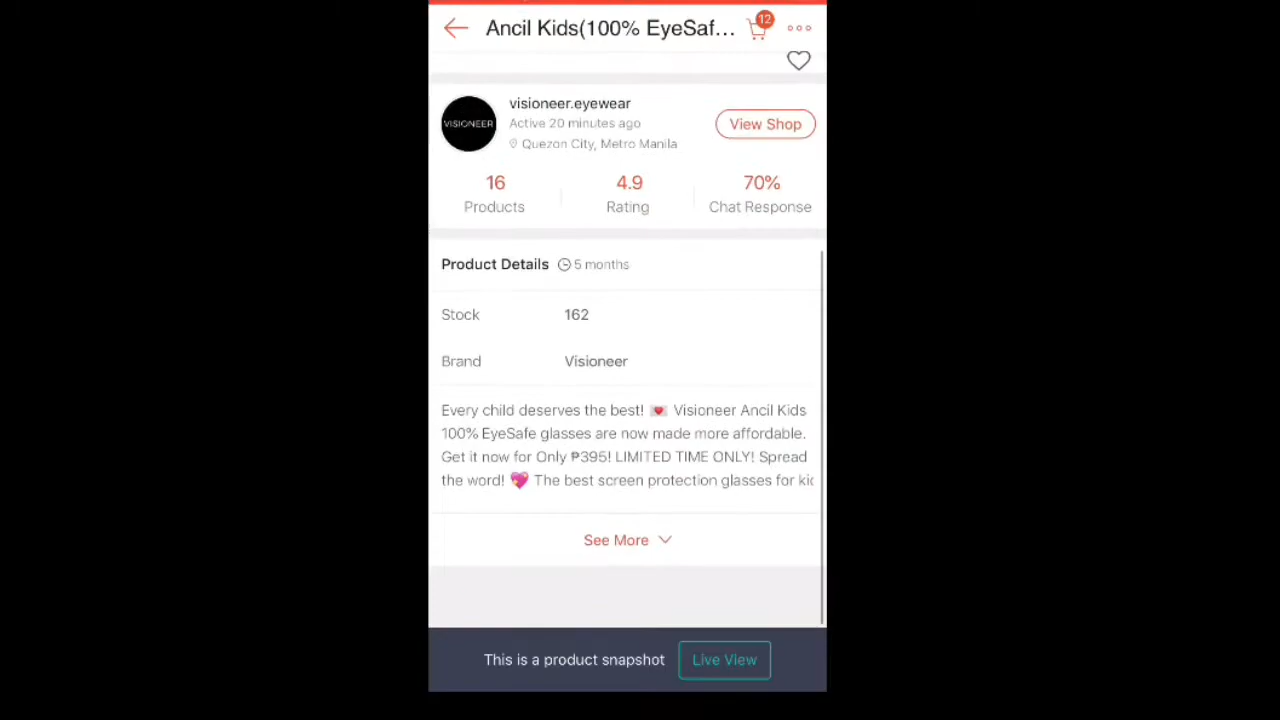 Ancil Kids(100% EyeSaf...
12
VISIONEER
visioneer.eyewear
Active 20 minutes ago
Quezon City, Metro Manila
View Shop
16
4.9
70%
Products
Rating
Chat Response
Product Details
5 months
Stock
162
Brand
Visioneer
Every child deserves the best! 💌 Visioneer Ancil Kids
100% EyeSafe glasses are now made more affordable.
Get it now for Only ₱395! LIMITED TIME ONLY! Spread
the word! 💖 The best screen protection glasses for kid
See More
This is a product snapshot
Live View